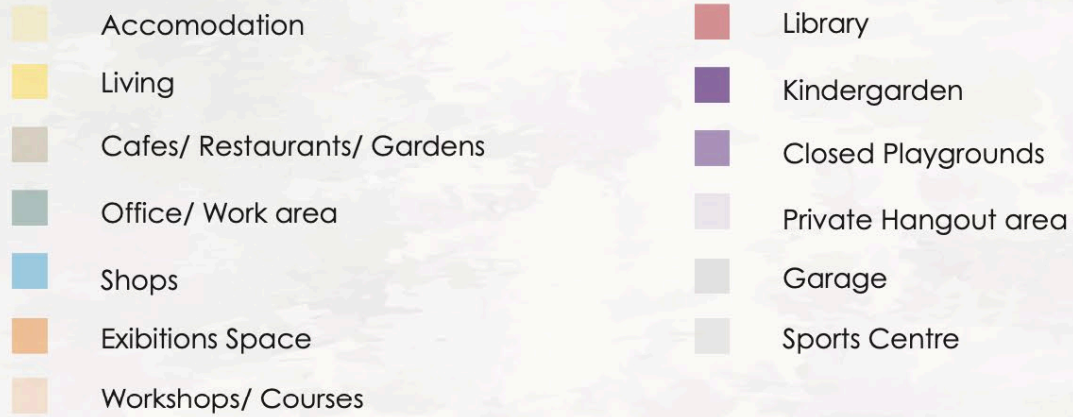 Accomodation
Living
Cafes/ Restaurants/ Gardens
Office/ Work area
Shops
Exibitions Space
Workshops/ Courses
Library
Kindergarden
Closed Playgrounds
Private Hangout area
Garage
Sports Centre